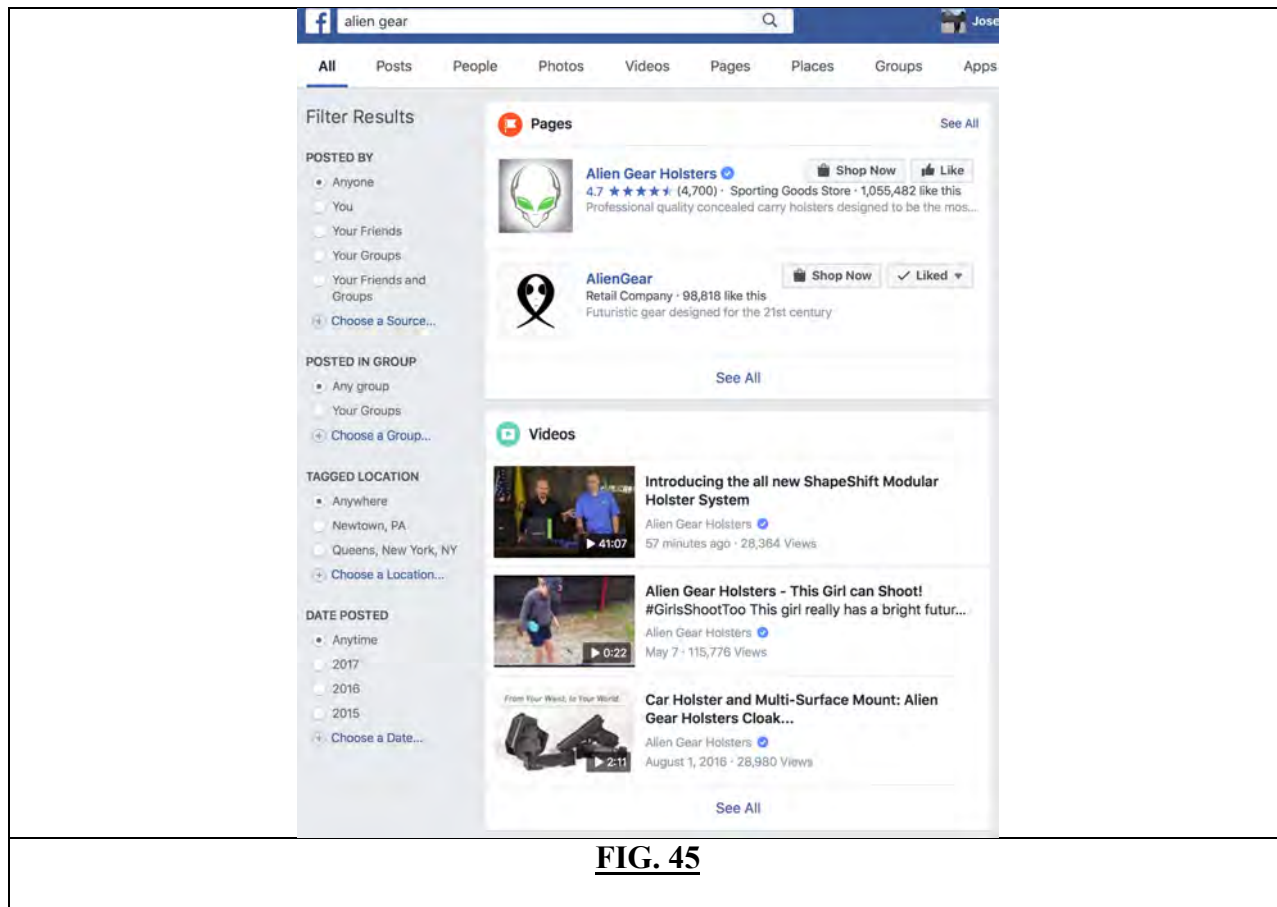 f
alien gear
Jose
All Posts People Photos Videos Pages Places Groups Apps
Filter Results
POSTED BY
Anyone
You
Your Friends
Your Groups
Your Friends and
Groups
Choose a Source...
POSTED IN GROUP
Any group
Your Groups
Choose a Group...
TAGGED LOCATION
Anywhere
Newtown, PA
Queens, New York, NY
Choose a Location...
DATE POSTED
Anytime
2017
2016
2015
Choose a Date...
Pages See All
Alien Gear Holsters Shop Now Like
4.7 ★★★★★ (4,700) · Sporting Goods Store · 1,055,482 like this
Professional quality concealed carry holsters designed to be the mos...
AlienGear Shop Now Liked
Retail Company · 98,818 like this
Futuristic gear designed for the 21st century
See All
Videos
Introducing the all new ShapeShift Modular
Holster System
Alien Gear Holsters
41:07 57 minutes ago · 28,364 Views
Alien Gear Holsters - This Girl can Shoot!
#GirlsShootToo This girl really has a bright futur...
Alien Gear Holsters
0:22 May 7 · 115,776 Views
From Your Waist, to Your World.
Car Holster and Multi-Surface Mount: Alien
Gear Holsters Cloak...
Alien Gear Holsters
2:11 August 1, 2016 · 28,980 Views
See All
FIG. 45